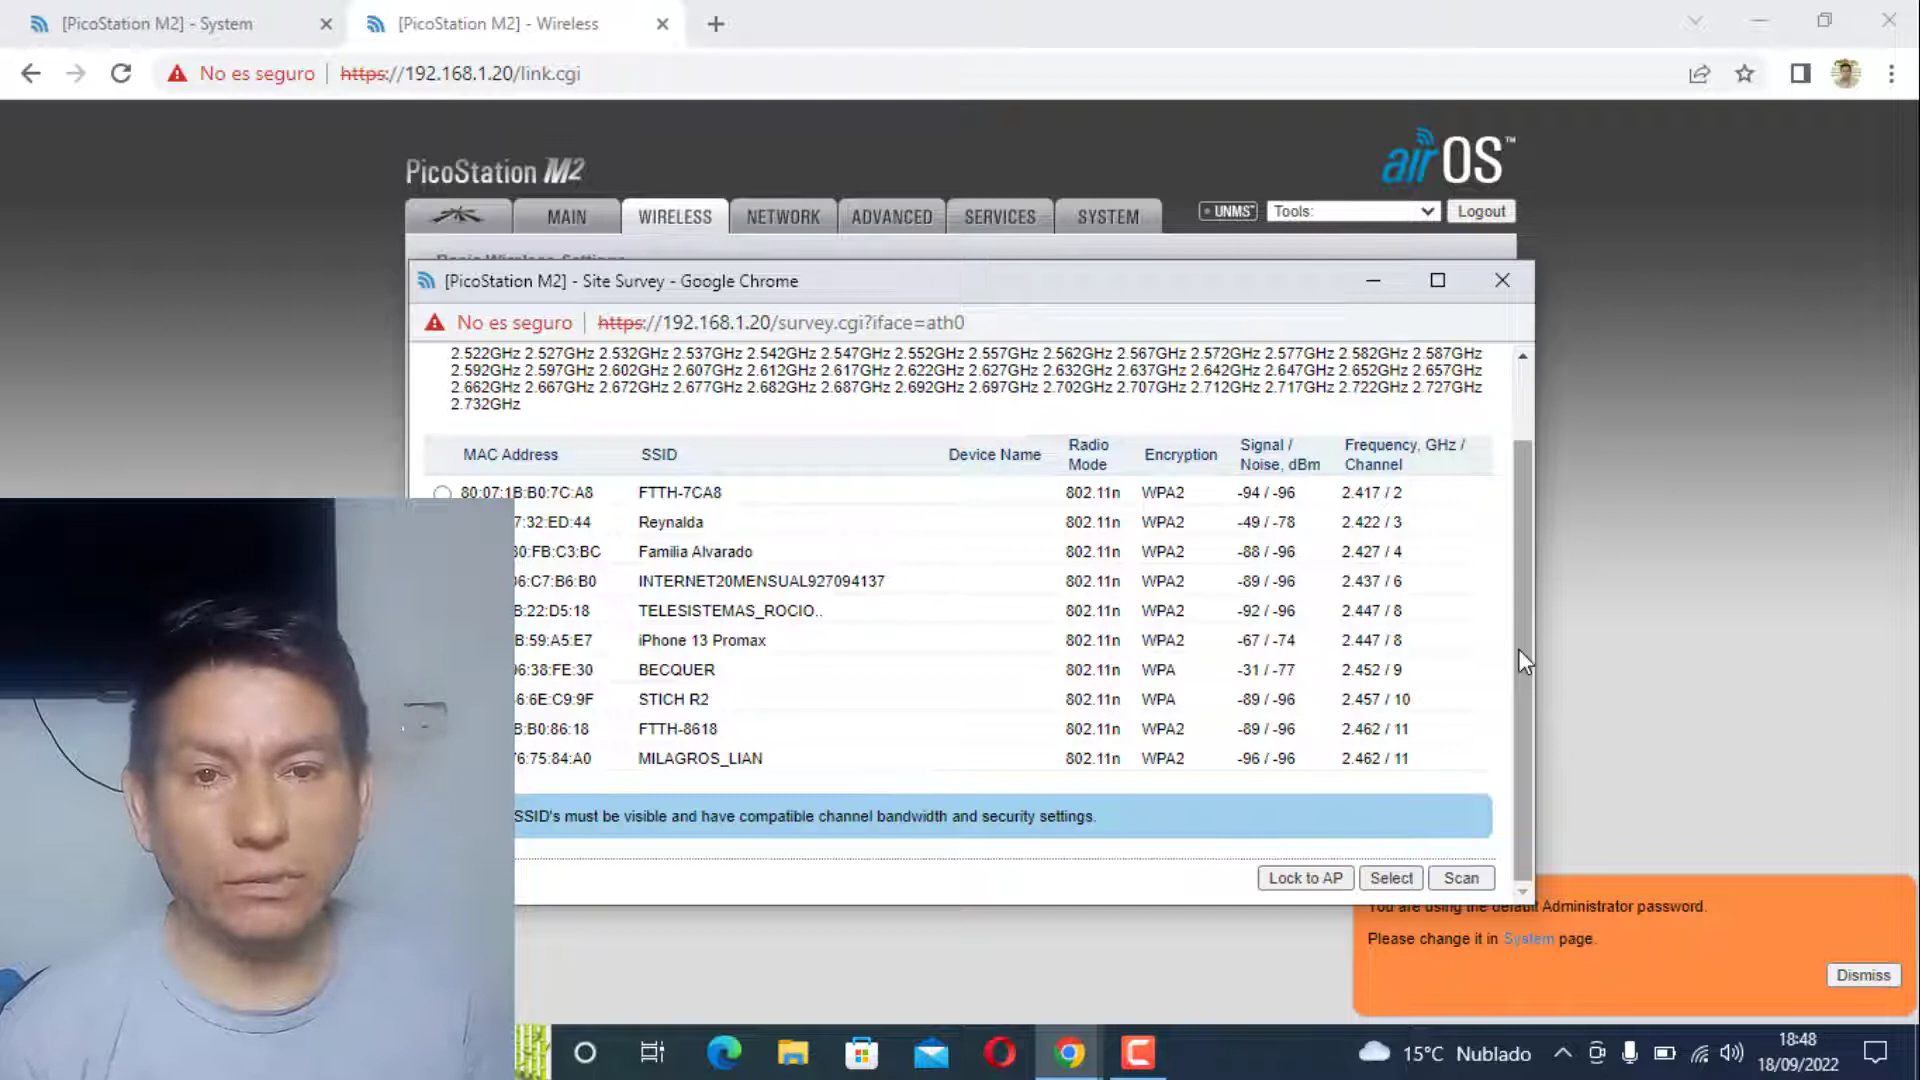 [PicoStation M2] - System
[PicoStation M2] - Wireless
No es seguro https://192.168.1.20/link.cgi
PicoStation M2
airOS™
MAIN WIRELESS NETWORK ADVANCED SERVICES SYSTEM UNMS™ Tools: Logout
Basic Wireless Settings
[PicoStation M2] - Site Survey - Google Chrome
No es seguro https://192.168.1.20/survey.cgi?iface=ath0
2.522GHz 2.527GHz 2.532GHz 2.537GHz 2.542GHz 2.547GHz 2.552GHz 2.557GHz 2.562GHz 2.567GHz 2.572GHz 2.577GHz 2.582GHz 2.587GHz
2.592GHz 2.597GHz 2.602GHz 2.607GHz 2.612GHz 2.617GHz 2.622GHz 2.627GHz 2.632GHz 2.637GHz 2.642GHz 2.647GHz 2.652GHz 2.657GHz
2.662GHz 2.667GHz 2.672GHz 2.677GHz 2.682GHz 2.687GHz 2.692GHz 2.697GHz 2.702GHz 2.707GHz 2.712GHz 2.717GHz 2.722GHz 2.727GHz
2.732GHz
MAC Address SSID Device Name Radio Mode Encryption Signal / Noise, dBm Frequency, GHz / Channel
80:07:1B:B0:7C:A8 FTTH-7CA8 802.11n WPA2 -94 / -96 2.417 / 2
7:32:ED:44 Reynalda 802.11n WPA2 -49 / -78 2.422 / 3
30:FB:C3:BC Familia Alvarado 802.11n WPA2 -88 / -96 2.427 / 4
06:C7:B6:B0 INTERNET20MENSUAL927094137 802.11n WPA2 -89 / -96 2.437 / 6
B:22:D5:18 TELESISTEMAS_ROCIO.. 802.11n WPA2 -92 / -96 2.447 / 8
B:59:A5:E7 iPhone 13 Promax 802.11n WPA2 -67 / -74 2.447 / 8
96:38:FE:30 BECQUER 802.11n WPA -31 / -77 2.452 / 9
6:6E:C9:9F STICH R2 802.11n WPA -89 / -96 2.457 / 10
B:B0:86:18 FTTH-8618 802.11n WPA2 -89 / -96 2.462 / 11
76:75:84:A0 MILAGROS_LIAN 802.11n WPA2 -96 / -96 2.462 / 11
SSID's must be visible and have compatible channel bandwidth and security settings.
Lock to AP Select Scan
You are using the default Administrator password.
Please change it in System page.
Dismiss
15°C Nublado
18:48
18/09/2022